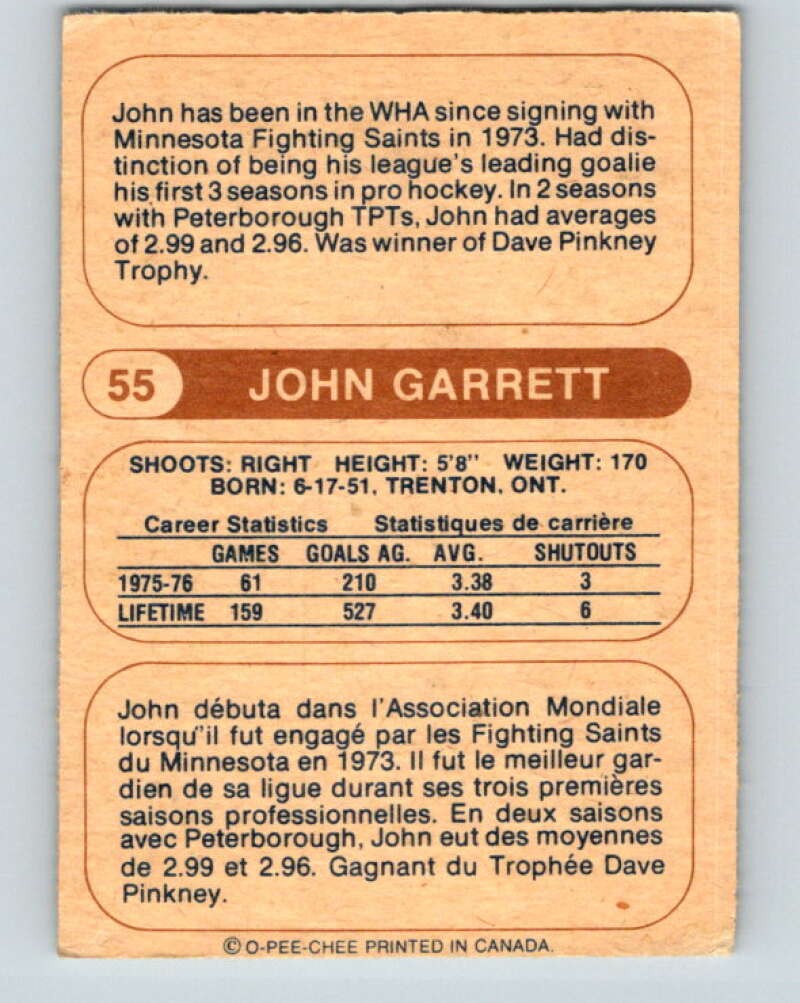 John has been in the WHA since signing with
Minnesota Fighting Saints in 1973. Had dis-
tinction of being his league's leading goalie
his first 3 seasons in pro hockey. In 2 seasons
with Peterborough TPTs, John had averages
of 2.99 and 2.96. Was winner of Dave Pinkney
Trophy.
55 JOHN GARRETT
SHOOTS: RIGHT HEIGHT: 5'8" WEIGHT: 170
BORN: 6-17-51, TRENTON, ONT.
Career Statistics Statistiques de carrière
GAMES GOALS AG. AVG. SHUTOUTS
1975-76 61 210 3.38 3
LIFETIME 159 527 3.40 6
John débuta dans l'Association Mondiale
lorsqu'il fut engagé par les Fighting Saints
du Minnesota en 1973. Il fut le meilleur gar-
dien de sa ligue durant ses trois premières
saisons professionnelles. En deux saisons
avec Peterborough, John eut des moyennes
de 2.99 et 2.96. Gagnant du Trophée Dave
Pinkney.
© O-PEE-CHEE PRINTED IN CANADA.